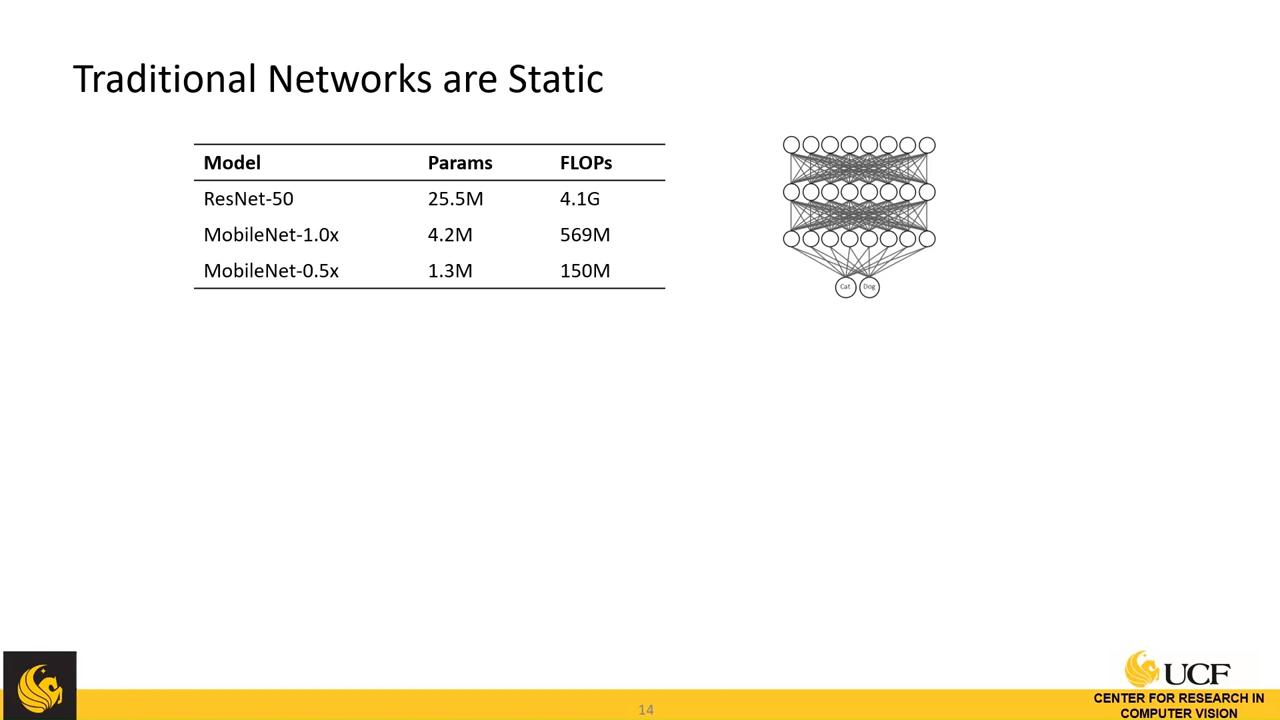 Traditional Networks are Static
Model Params FLOPs
ResNet-50 25.5M 4.1G
MobileNet-1.0x 4.2M 569M
MobileNet-0.5x 1.3M 150M
Cat Dog
14
UCF
CENTER FOR RESEARCH IN
COMPUTER VISION